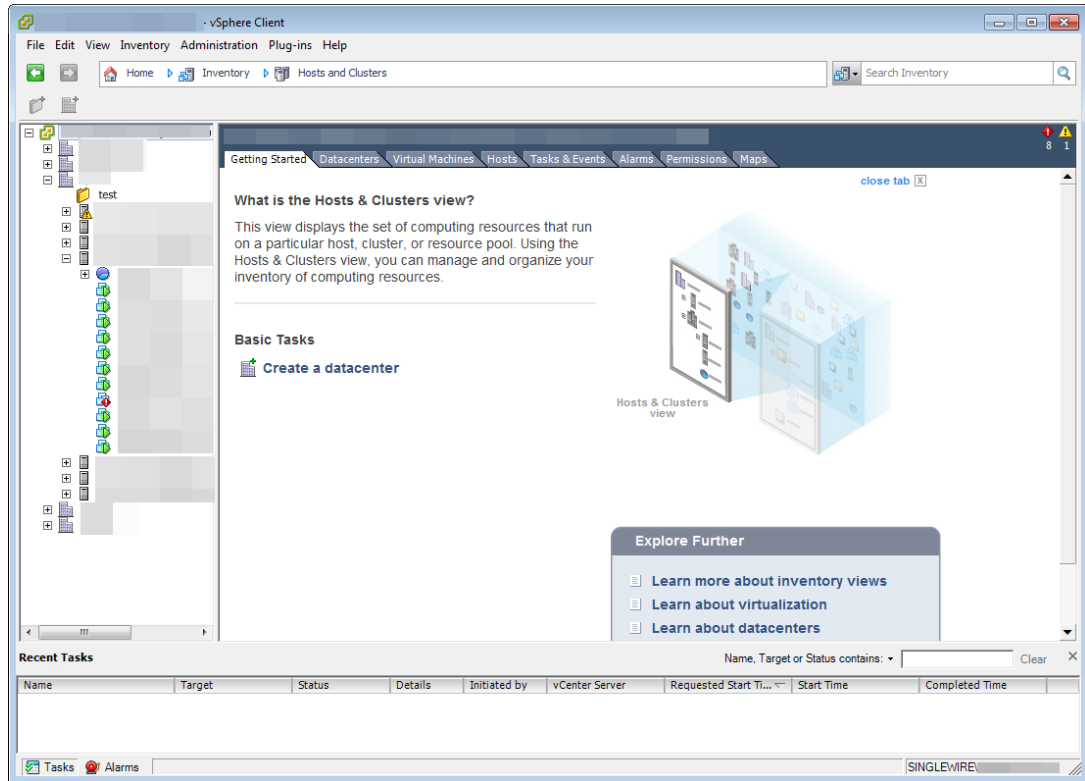 - vSphere Client
File Edit View Inventory Administration Plug-ins Help
Home Inventory Hosts and Clusters
Search Inventory
8 1
Getting Started Datacenters Virtual Machines Hosts Tasks & Events Alarms Permissions Maps
close tab X
test
What is the Hosts & Clusters view?
This view displays the set of computing resources that run
on a particular host, cluster, or resource pool. Using the
Hosts & Clusters view, you can manage and organize your
inventory of computing resources.
Basic Tasks
Create a datacenter
Hosts & Clusters
view
Explore Further
Learn more about inventory views
Learn about virtualization
Learn about datacenters
Recent Tasks
Name, Target or Status contains:
Clear
Name Target Status Details Initiated by vCenter Server Requested Start Ti... Start Time Completed Time
Tasks Alarms
SINGLEWIRE\